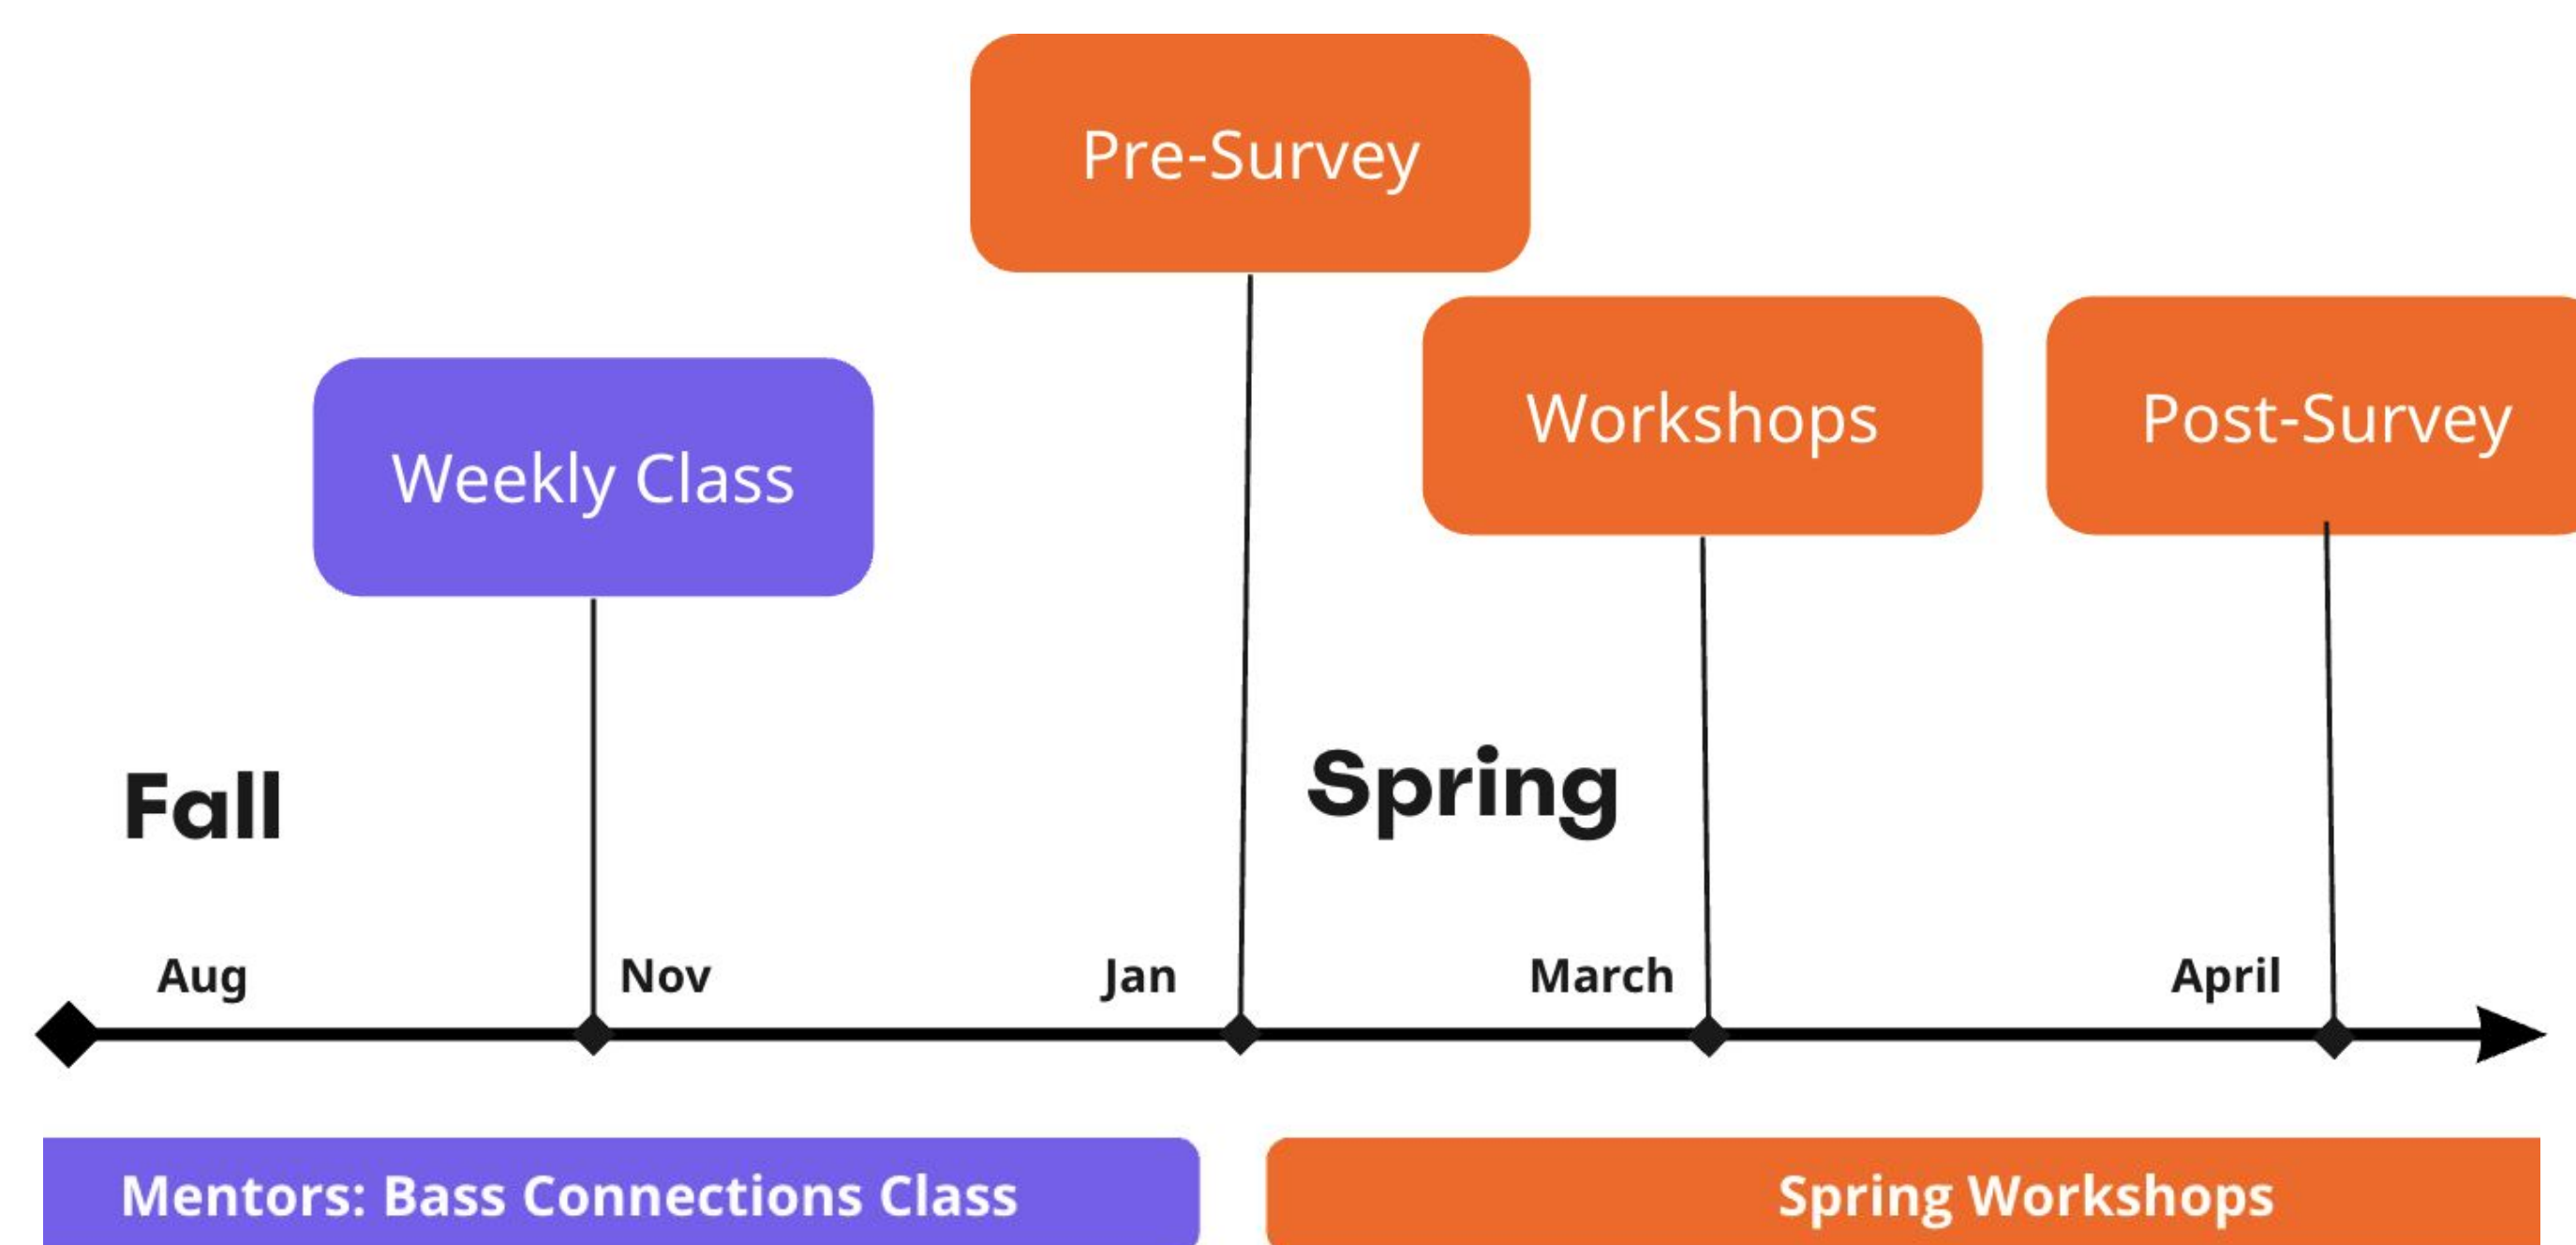 Pre-Survey
Workshops
Post-Survey
Weekly Class
Fall
Spring
Aug
Nov
Jan
March
April
Mentors: Bass Connections Class
Spring Workshops